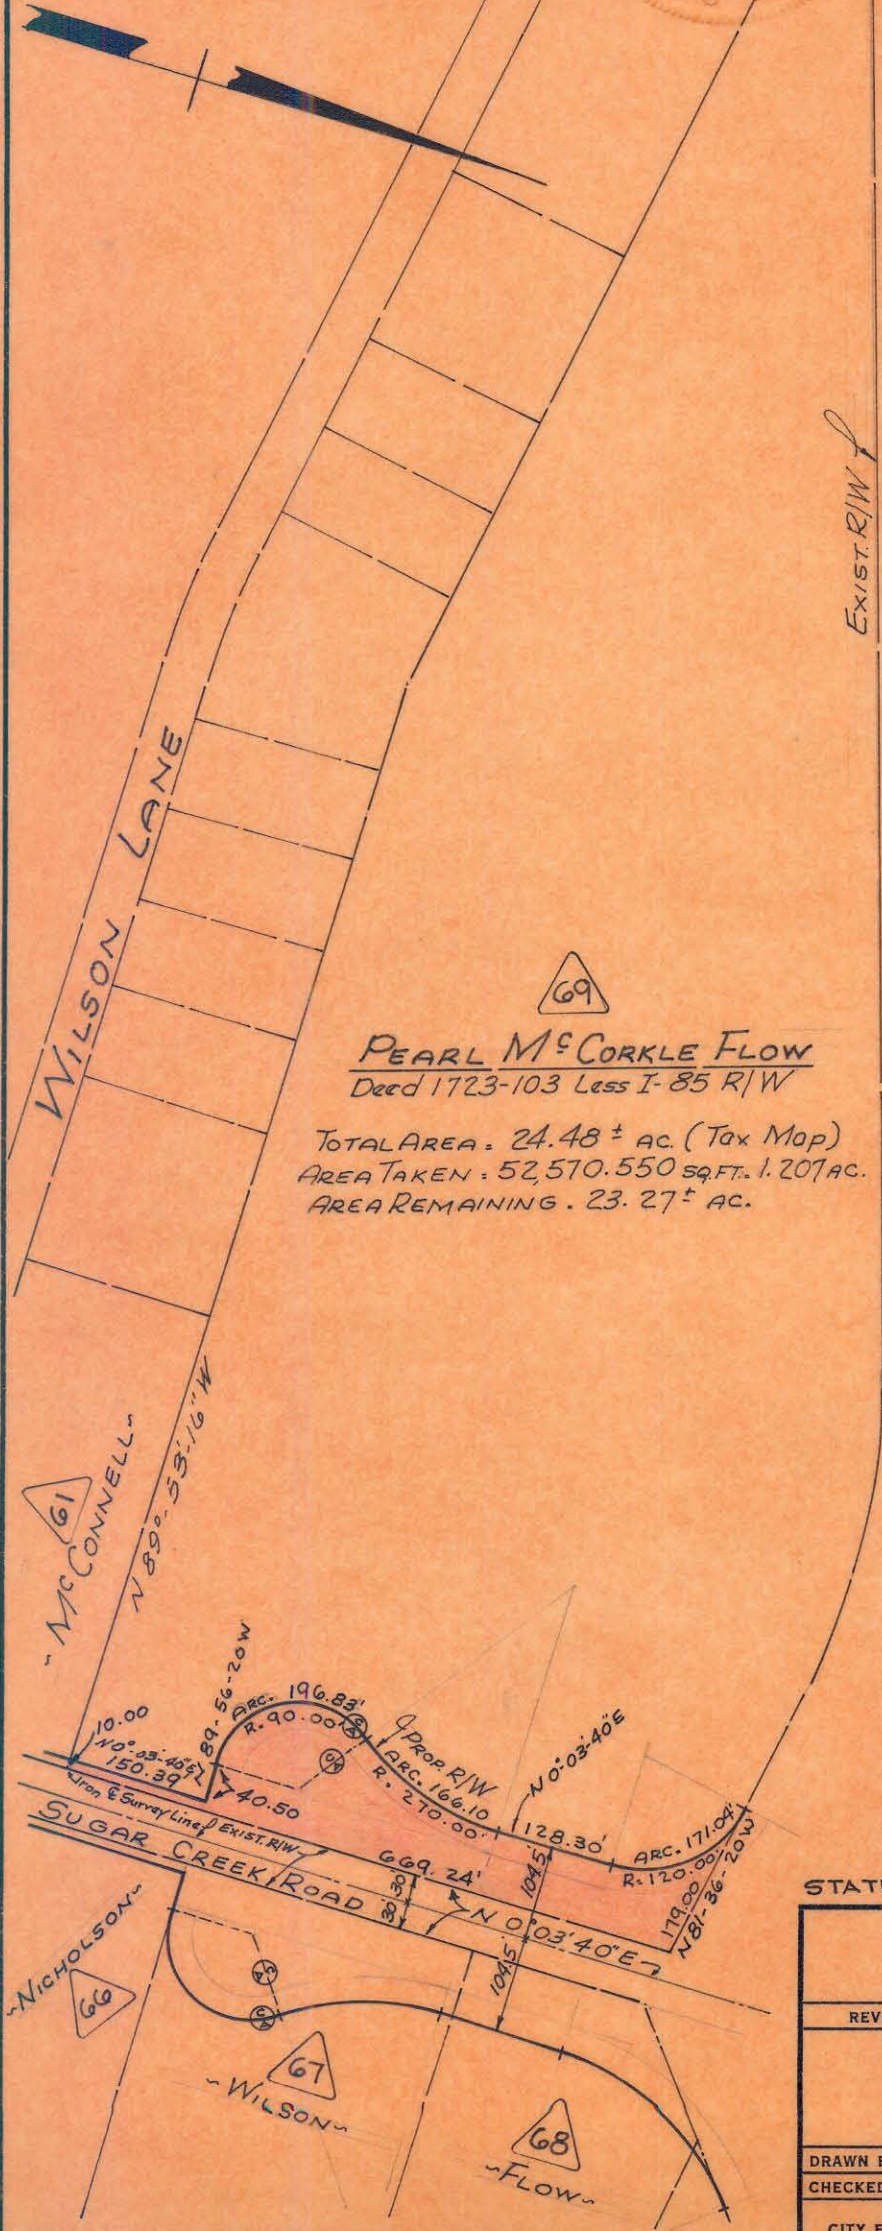 EXIST. R/W
WILSON LANE
69
PEARL McCORKLE FLOW
Deed 1723-103 Less I-85 R/W
TOTAL AREA : 24.48 ± AC. (Tax Map)
AREA TAKEN : 52,570.550 SQ.FT. 1.207 AC.
AREA REMAINING . 23.27 ± AC.
61
~ McCONNELL ~
N 89°-53'-16" W
10.00
N 0°-03'-40"E
150.39
89-56-20W
40.50
ARC. 196.83'
R. 90.00'
PROP. R/W
ARC. 166.10
R. 270.00'
N 0°-03'-40"E
128.30'
ARC. 171.04'
R. 120.00'
179.00
N 81-36-20W
Iron
℄ Survey Line
EXIST. R/W
669.24'
SUGAR CREEK ROAD
30'
30'
104.5'
104.5
N 0°03'40"E
~NICHOLSON~
66
67
~WILSON~
68
~FLOW~
STAT
REV
DRAWN B
CHECKED
CITY E